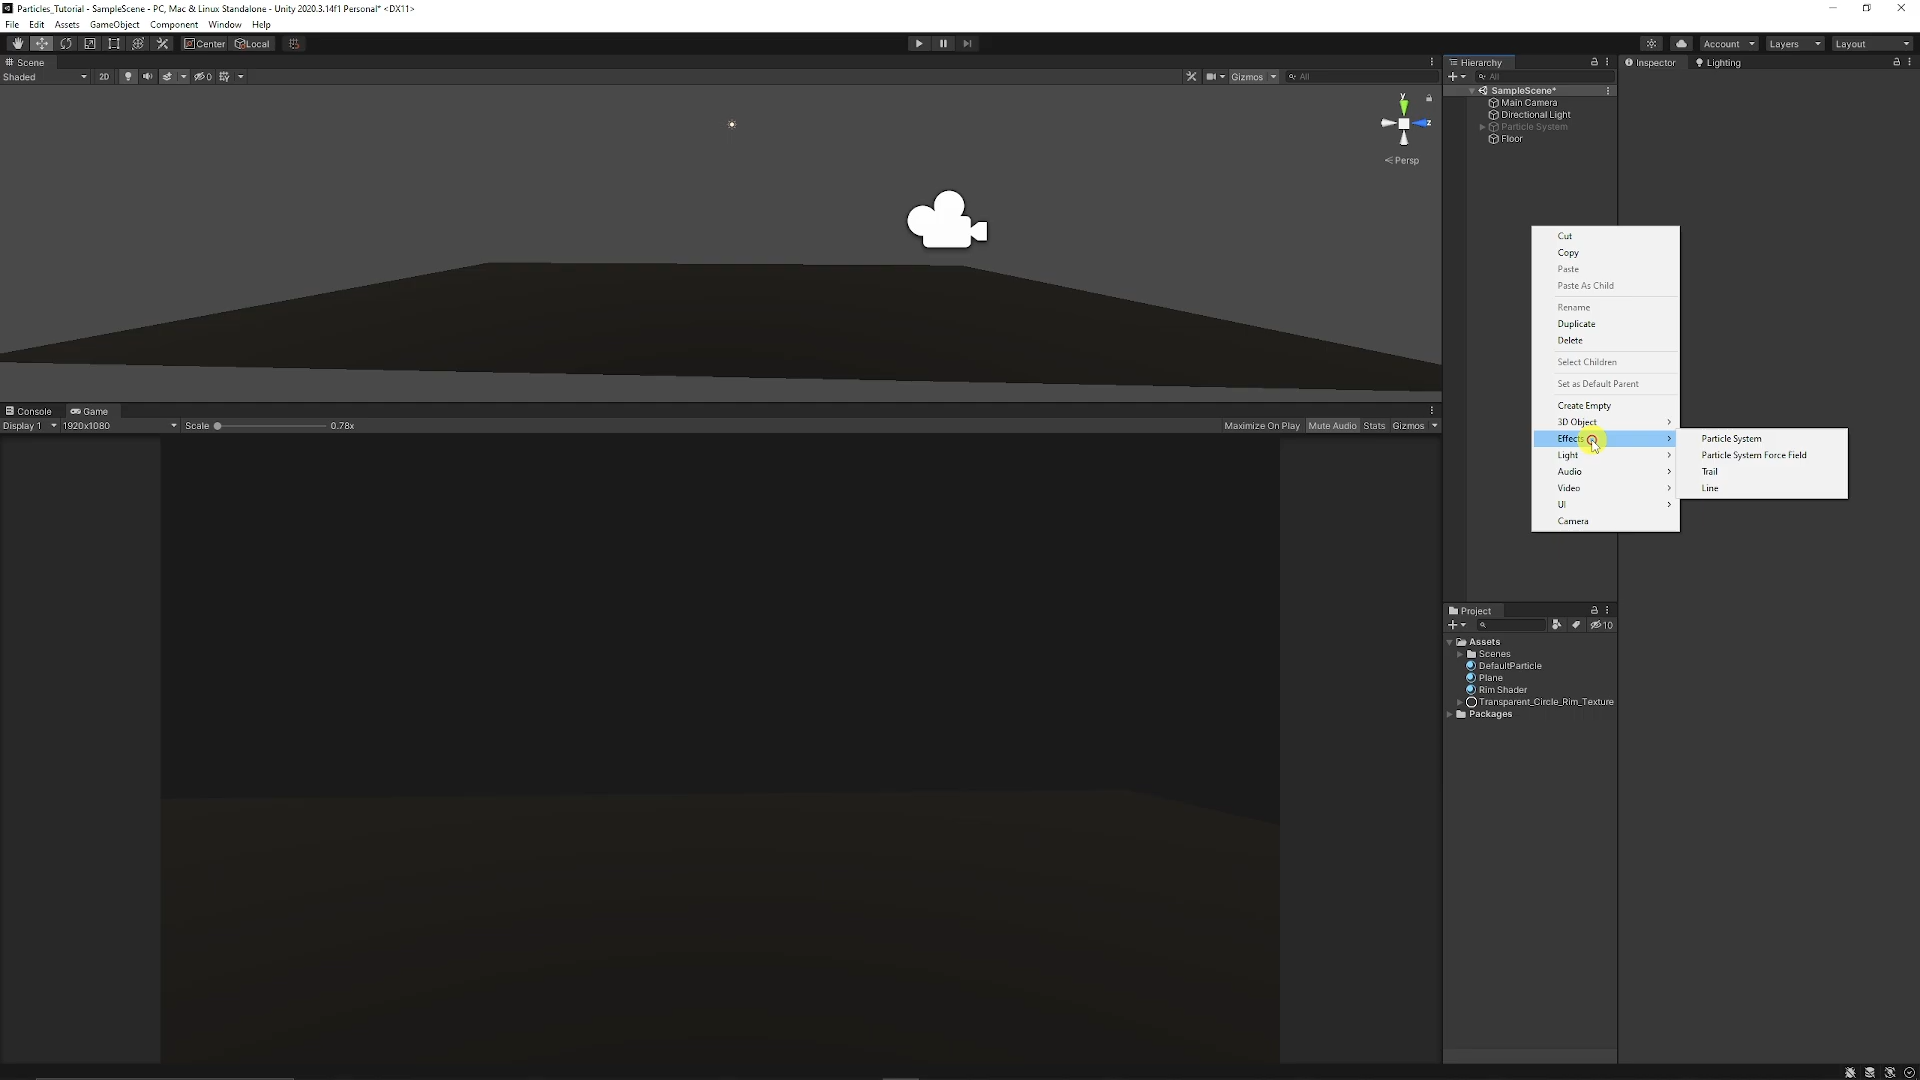 Particles_Tutorial - SampleScene - PC, Mac & Linux Standalone - Unity 2020.3.14f1 Personal* <DX11>
File Edit Assets GameObject Component Window Help
Center Local Account Layers Layout
Scene
Shaded 2D 0 Gizmos All
y
z
Persp
Hierarchy
All
SampleScene*
Main Camera
Directional Light
Particle System
Floor
Inspector Lighting
Cut
Copy
Paste
Paste As Child
Rename
Duplicate
Delete
Select Children
Set as Default Parent
Create Empty
3D Object
Effects
Light
Audio
Video
UI
Camera
Particle System
Particle System Force Field
Trail
Line
Console Game
Display 1 1920x1080 Scale 0.78x Maximize On Play Mute Audio Stats Gizmos
Project
10
Assets
Scenes
DefaultParticle
Plane
Rim Shader
Transparent_Circle_Rim_Texture
Packages